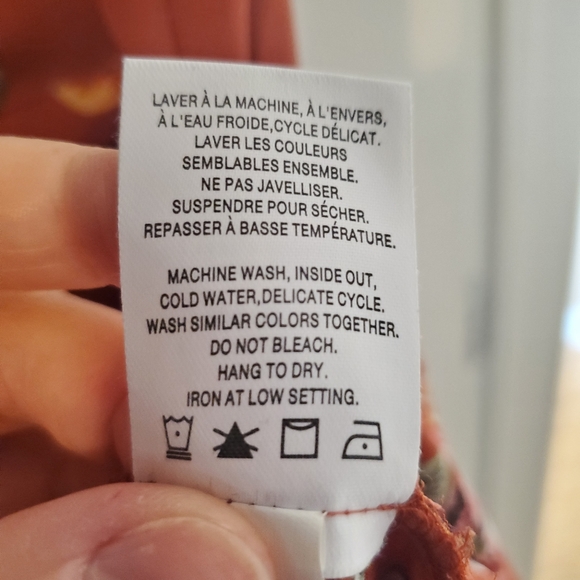 LAVER À LA MACHINE, À L'ENVERS,
À L'EAU FROIDE,CYCLE DÉLICAT.
LAVER LES COULEURS
SEMBLABLES ENSEMBLE.
NE PAS JAVELLISER.
SUSPENDRE POUR SÉCHER.
REPASSER À BASSE TEMPÉRATURE.
MACHINE WASH, INSIDE OUT,
COLD WATER,DELICATE CYCLE.
WASH SIMILAR COLORS TOGETHER.
DO NOT BLEACH.
HANG TO DRY.
IRON AT LOW SETTING.